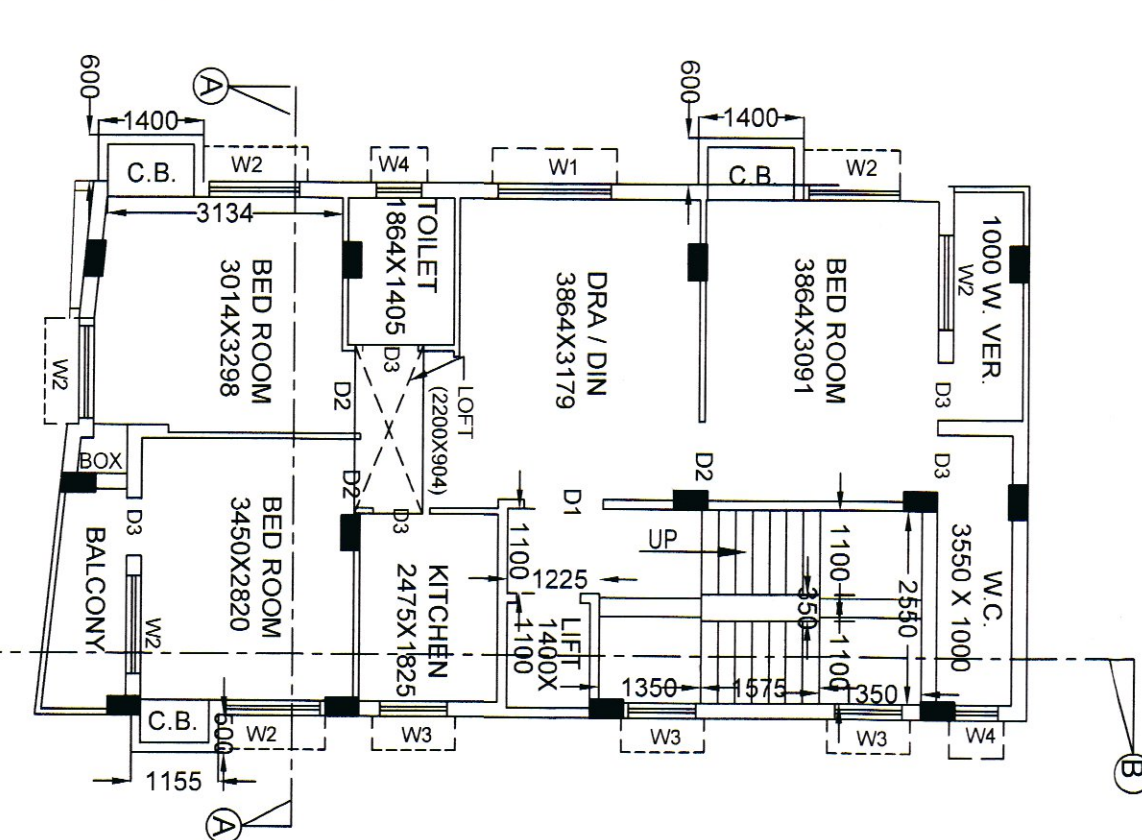 600
A
1400
C.B.
W2
W4
W1
600
1400
C.B.
W2
3134
TOILET
1864X1405
BED ROOM
3014X3298
DRA / DIN
3864X3179
BED ROOM
3864X3091
1000 W. VER.
W2
W2
D3
D2
LOFT
(2200X904)
D3
D3
D2
BOX
D2
D3
D1
D3
BED ROOM
3450X2820
BALCONY
W2
KITCHEN
2475X1825
1100
1225
1100
LIFT
1400X
UP
1100
350
1100
2550
W.C.
3550 X 1000
1350
1575
1350
C.B.
600
W2
W3
W3
W3
W4
1155
A
B